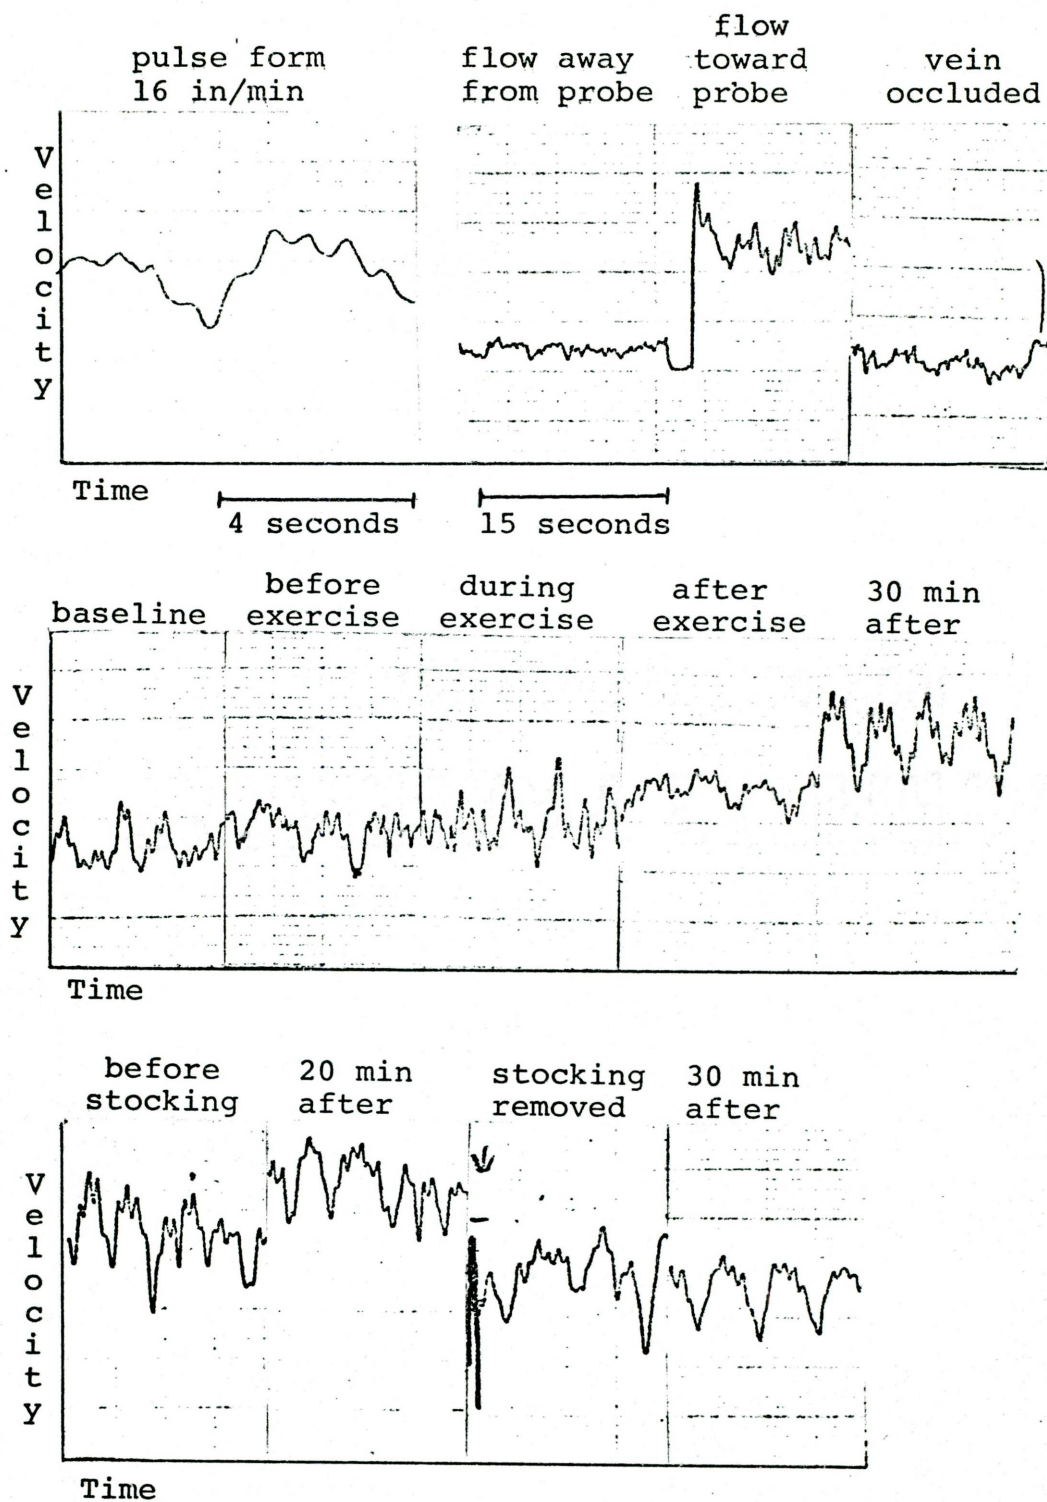 pulse form
16 in/min
flow away
from probe
flow
toward
probe
vein
occluded
Velocity
Time
4 seconds
15 seconds
baseline
before
exercise
during
exercise
after
exercise
30 min
after
Velocity
Time
before
stocking
20 min
after
stocking
removed
30 min
after
Velocity
Time